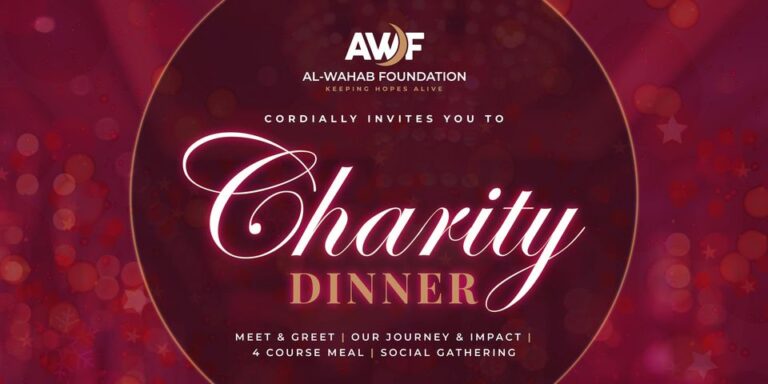 AWF
AL-WAHAB FOUNDATION
KEEPING HOPES ALIVE
CORDIALLY INVITES YOU TO
Charity
DINNER
MEET & GREET | OUR JOURNEY & IMPACT |
4 COURSE MEAL | SOCIAL GATHERING